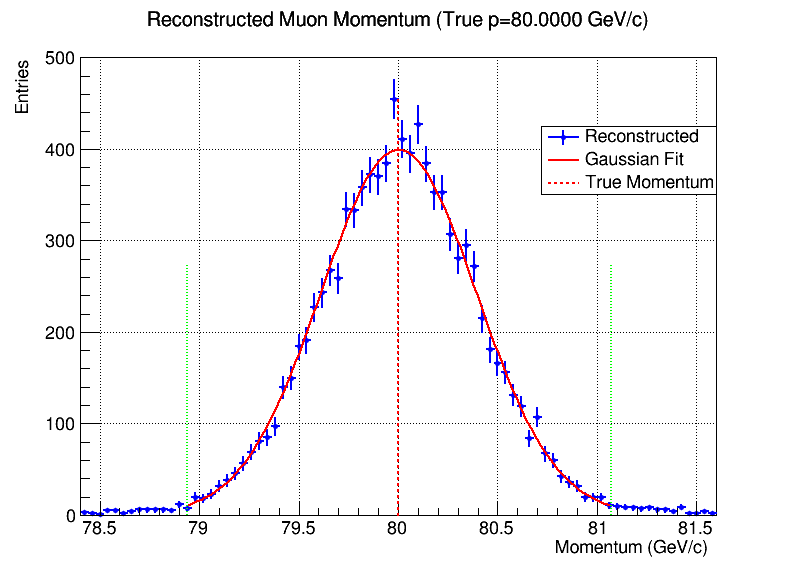 Reconstructed Muon Momentum (True p=80.0000 GeV/c)
Entries
500
400
300
200
100
0
Reconstructed
Gaussian Fit
True Momentum
78.5 79 79.5 80 80.5 81 81.5
Momentum (GeV/c)